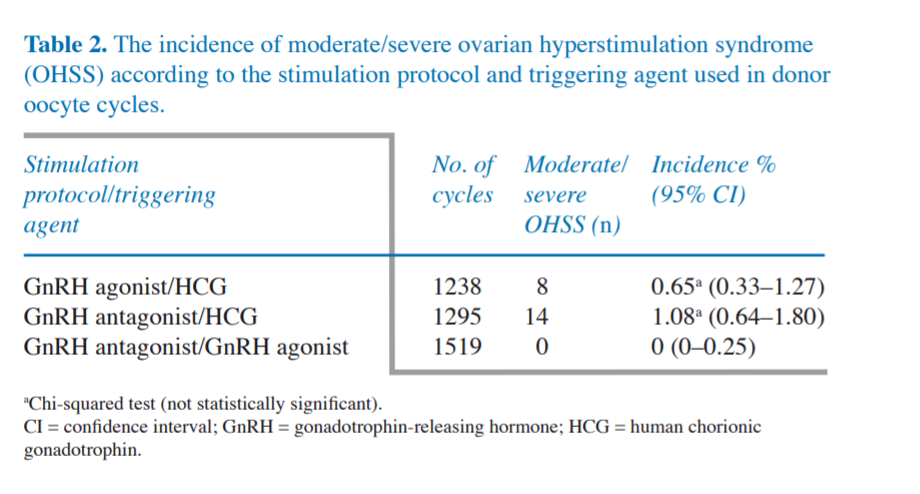 Table 2. The incidence of moderate/severe ovarian hyperstimulation syndrome
(OHSS) according to the stimulation protocol and triggering agent used in donor
oocyte cycles.
Stimulation protocol/triggering agent No. of cycles Moderate/ severe OHSS (n) Incidence % (95% CI)
GnRH agonist/HCG 1238 8 0.65ᵃ (0.33–1.27)
GnRH antagonist/HCG 1295 14 1.08ᵃ (0.64–1.80)
GnRH antagonist/GnRH agonist 1519 0 0 (0–0.25)
ᵃChi-squared test (not statistically significant).
CI = confidence interval; GnRH = gonadotrophin-releasing hormone; HCG = human chorionic
gonadotrophin.